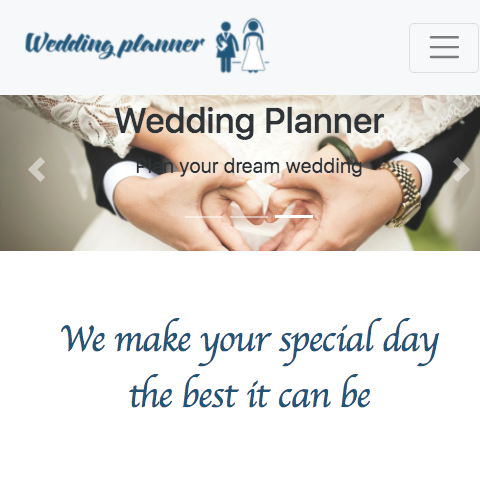 Wedding planner
Wedding Planner
Plan your dream wedding
We make your special day
the best it can be